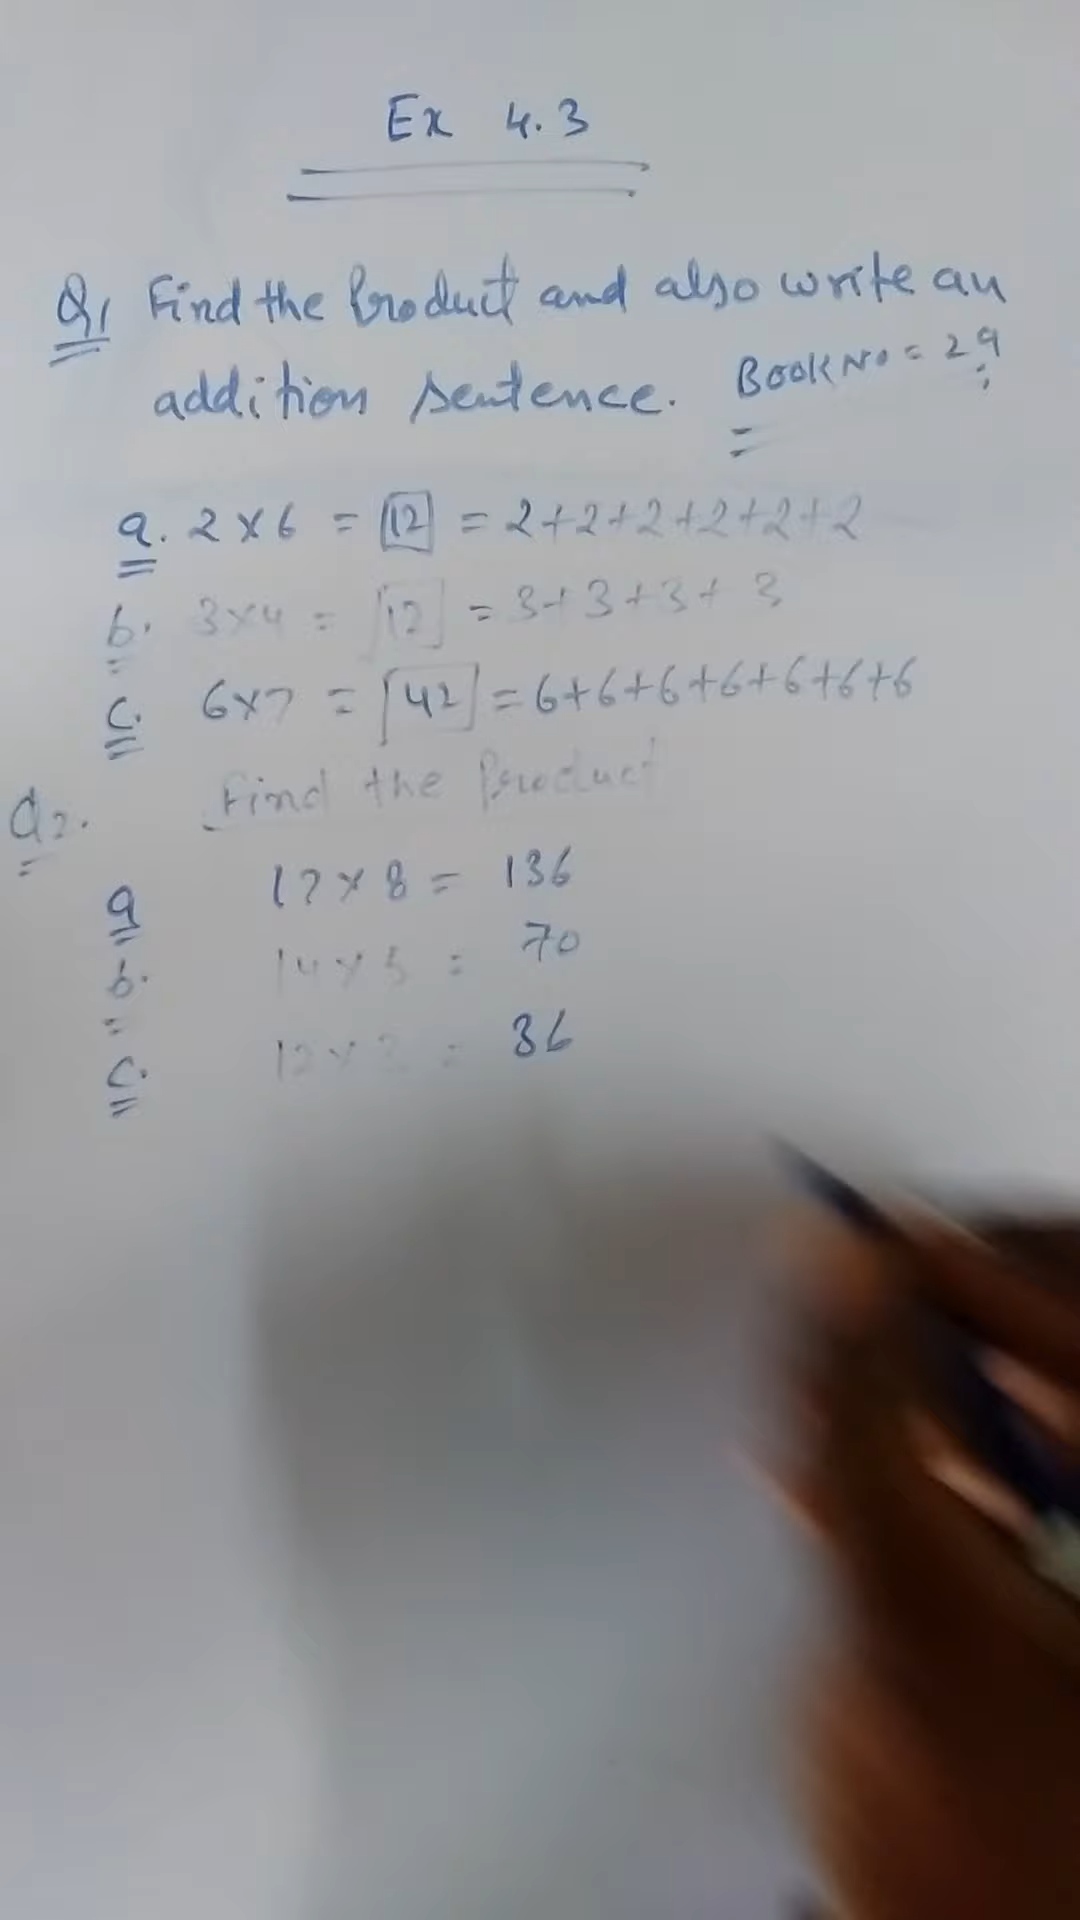 Ex 4.3
Q1 Find the Product and also write an
addition sentence. Book No = 29
a. 2 × 6 = 12 = 2+2+2+2+2+2
b. 3×4 = 12 = 3+3+3+3
c. 6×7 = 42 = 6+6+6+6+6+6+6
Q2. Find the Product
a 17 × 8 = 136
b. 14 × 5 = 70
c. 12 × 3 = 36